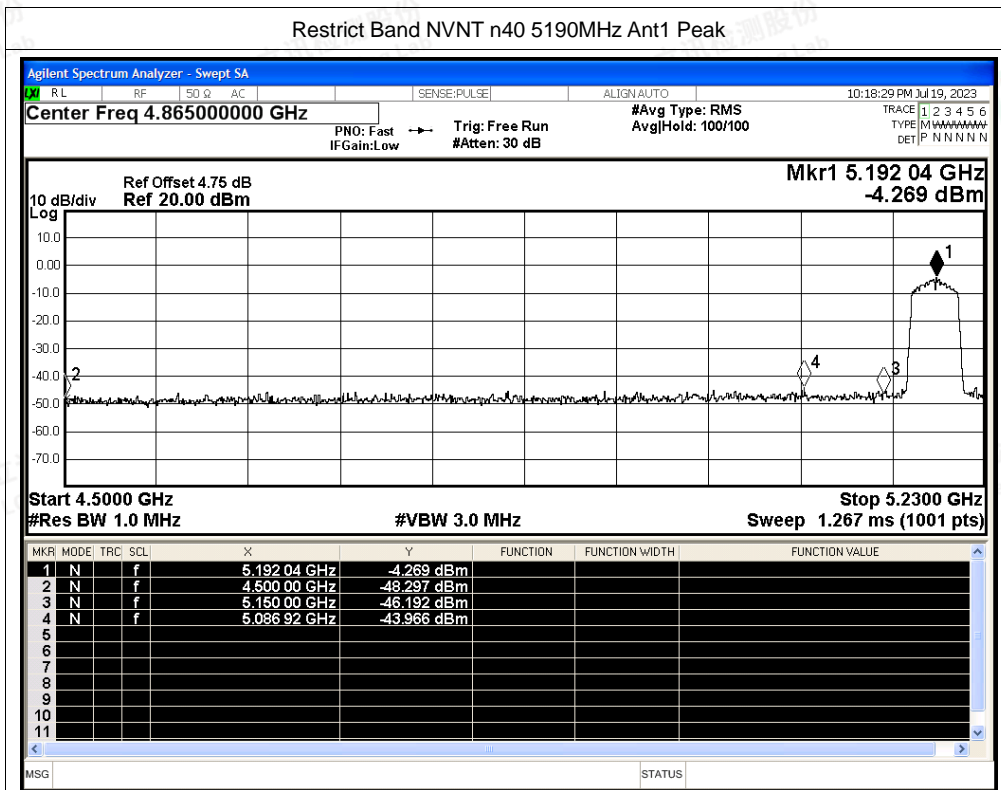 Restrict Band NVNT n40 5190MHz Ant1 Peak
Agilent Spectrum Analyzer - Swept SA
LXI RL RF 50 Ω AC SENSE:PULSE ALIGN AUTO 10:18:29 PM Jul 19, 2023
Center Freq 4.865000000 GHz #Avg Type: RMS TRACE 1 2 3 4 5 6
PNO: Fast Trig: Free Run Avg|Hold: 100/100 TYPE M W W W W W
IFGain:Low #Atten: 30 dB DET P N N N N N
Mkr1 5.192 04 GHz
Ref Offset 4.75 dB
10 dB/div Ref 20.00 dBm -4.269 dBm
Log
10.0
0.00
-10.0
-20.0
-30.0
-40.0
-50.0
-60.0
-70.0
1
2
4
3
Start 4.5000 GHz Stop 5.2300 GHz
#Res BW 1.0 MHz #VBW 3.0 MHz Sweep 1.267 ms (1001 pts)
MKR MODE TRC SCL X Y FUNCTION FUNCTION WIDTH FUNCTION VALUE
1 N f 5.192 04 GHz -4.269 dBm
2 N f 4.500 00 GHz -48.297 dBm
3 N f 5.150 00 GHz -46.192 dBm
4 N f 5.086 92 GHz -43.966 dBm
5
6
7
8
9
10
11
MSG STATUS